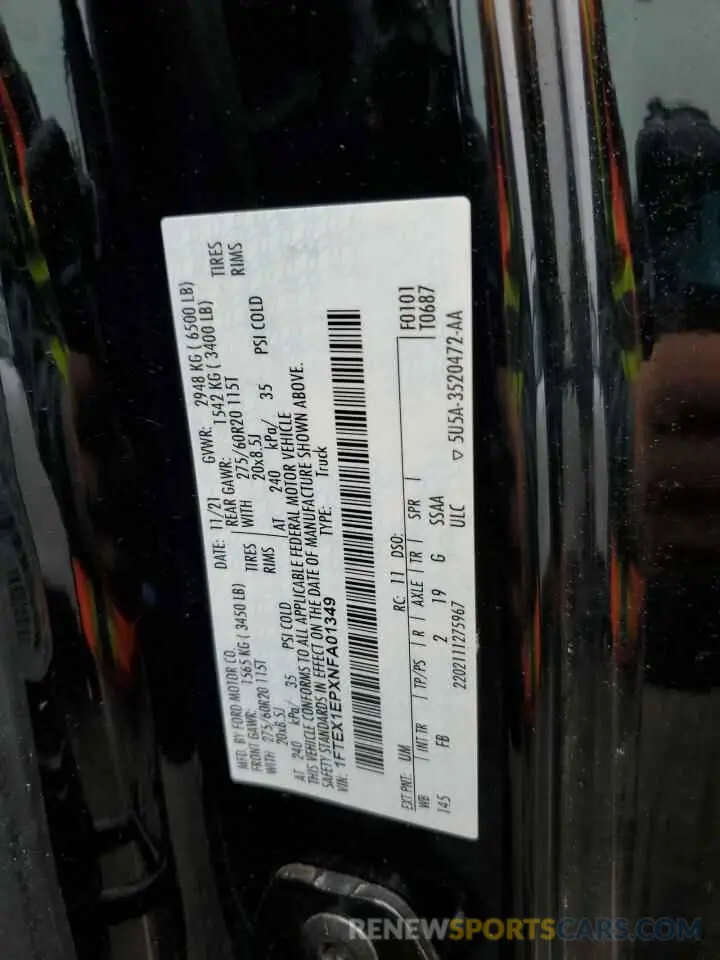 MFD. BY FORD MOTOR CO.
DATE: 11/21 GVWR: 2948 KG ( 6500 LB)
FRONT GAWR: 1565 KG ( 3450 LB)
REAR GAWR: 1542 KG ( 3400 LB)
WITH 275/60R20 115T TIRES
WITH 275/60R20 115T TIRES
20x8.5J RIMS
20x8.5J RIMS
AT 240 kPa/ 35 PSI COLD
AT 240 kPa/ 35 PSI COLD
THIS VEHICLE CONFORMS TO ALL APPLICABLE FEDERAL MOTOR VEHICLE
SAFETY STANDARDS IN EFFECT ON THE DATE OF MANUFACTURE SHOWN ABOVE.
VIN: 1FTEX1EPXNFA01349 TYPE: Truck
EXT PNT: UM RC: 11 DSO: F0101
WB INT TR TP/PS R AXLE TR SPR T0687
145 FB 2 19 G SSAA
2202111275967 ULC ▽ 5U5A-3520472-AA
RENEWSPORTSCARS.COM